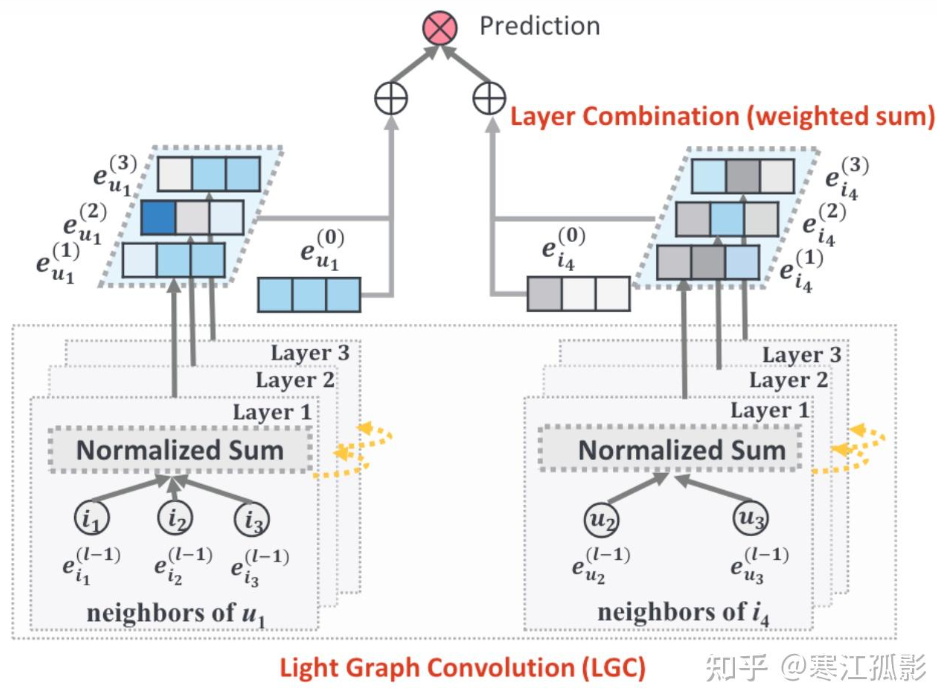 Prediction
Layer Combination (weighted sum)
e_{u_1}^{(3)}
e_{u_1}^{(2)}
e_{u_1}^{(1)}
e_{u_1}^{(0)}
e_{i_4}^{(0)}
e_{i_4}^{(3)}
e_{i_4}^{(2)}
e_{i_4}^{(1)}
Layer 3
Layer 2
Layer 1
Normalized Sum
i_1 i_2 i_3
e_{i_1}^{(l-1)} e_{i_2}^{(l-1)} e_{i_3}^{(l-1)}
neighbors of u_1
Layer 3
Layer 2
Layer 1
Normalized Sum
u_2 u_3
e_{u_2}^{(l-1)} e_{u_3}^{(l-1)}
neighbors of i_4
Light Graph Convolution (LGC)
知乎 @寒江孤影